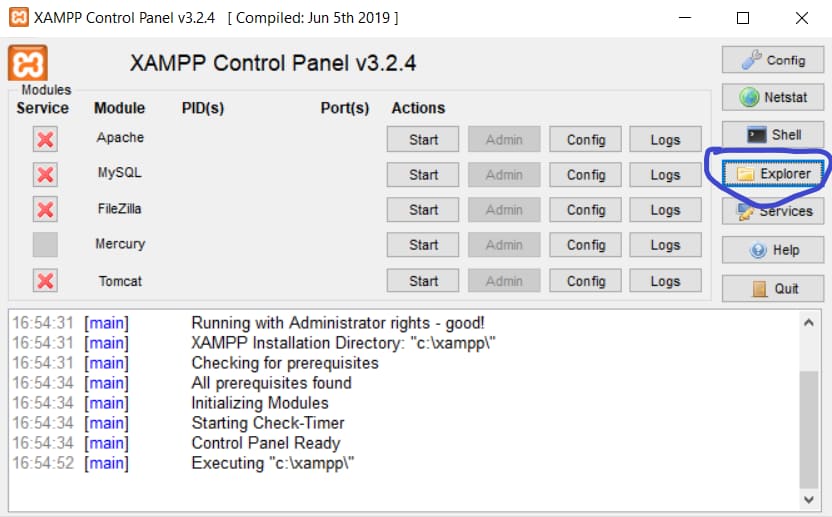 XAMPP Control Panel v3.2.4 [ Compiled: Jun 5th 2019 ]
XAMPP Control Panel v3.2.4
Config
Modules
Service Module PID(s) Port(s) Actions
Netstat
Apache Start Admin Config Logs
Shell
MySQL Start Admin Config Logs
Explorer
FileZilla Start Admin Config Logs
Services
Mercury Start Admin Config Logs
Help
Tomcat Start Admin Config Logs
Quit
16:54:31 [main] Running with Administrator rights - good!
16:54:31 [main] XAMPP Installation Directory: "c:\xampp\"
16:54:31 [main] Checking for prerequisites
16:54:34 [main] All prerequisites found
16:54:34 [main] Initializing Modules
16:54:34 [main] Starting Check-Timer
16:54:34 [main] Control Panel Ready
16:54:52 [main] Executing "c:\xampp\"